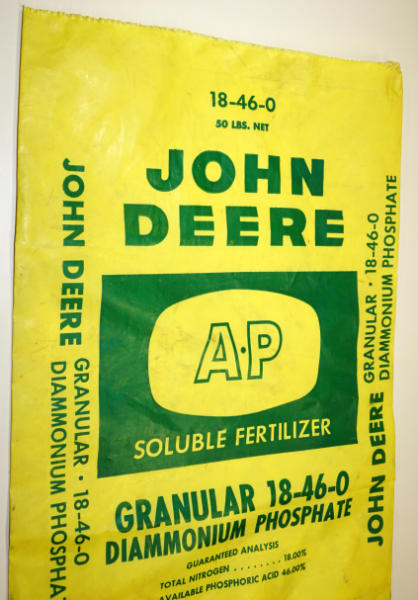 18-46-0
50 LBS. NET
JOHN
DEERE
A·P
SOLUBLE FERTILIZER
GRANULAR 18-46-0
DIAMMONIUM PHOSPHATE
GUARANTEED ANALYSIS
TOTAL NITROGEN . . . . . . . . 18.00%
AVAILABLE PHOSPHORIC ACID 46.00%
JOHN DEERE GRANULAR · 18-46-0
DIAMMONIUM PHOSPHAT
JOHN DEERE GRANULAR · 18-46-0
DIAMMONIUM PHOSPHATE